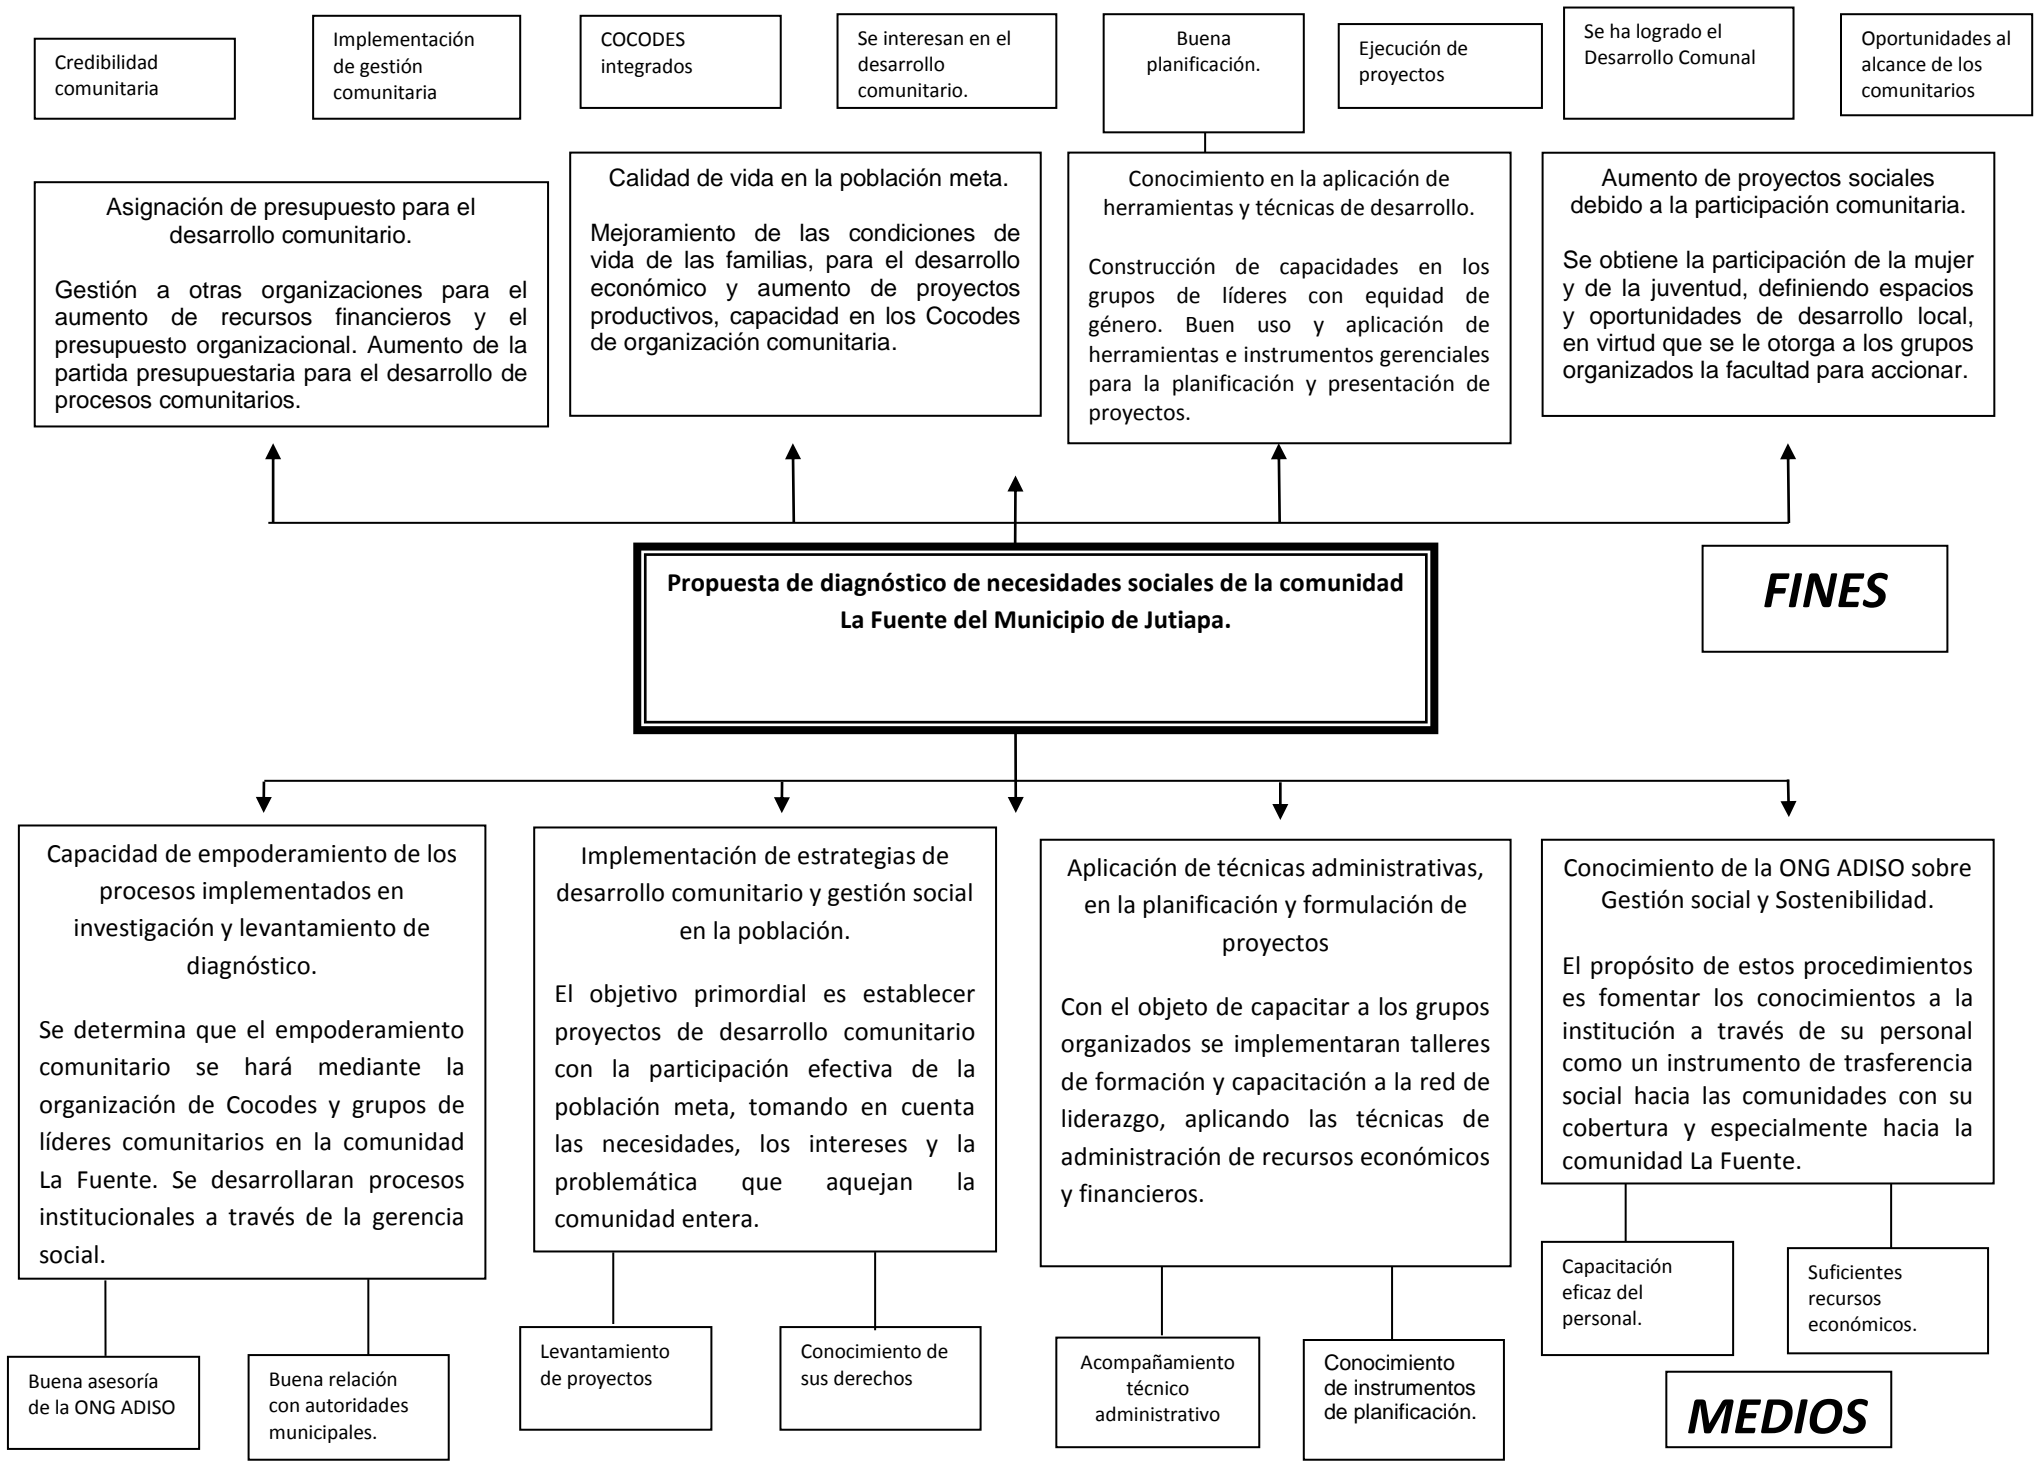 Credibilidad
comunitaria
Implementación
de gestión
comunitaria
COCODES
integrados
Se interesan en el
desarrollo
comunitario.
Buena
planificación.
Ejecución de
proyectos
Se ha logrado el
Desarrollo Comunal
Oportunidades al
alcance de los
comunitarios
Asignación de presupuesto para el
desarrollo comunitario.
Gestión a otras organizaciones para el
aumento de recursos financieros y el
presupuesto organizacional. Aumento de la
partida presupuestaria para el desarrollo de
procesos comunitarios.
Calidad de vida en la población meta.
Mejoramiento de las condiciones de
vida de las familias, para el desarrollo
económico y aumento de proyectos
productivos, capacidad en los Cocodes
de organización comunitaria.
Conocimiento en la aplicación de
herramientas y técnicas de desarrollo.
Construcción de capacidades en los
grupos de líderes con equidad de
género. Buen uso y aplicación de
herramientas e instrumentos gerenciales
para la planificación y presentación de
proyectos.
Aumento de proyectos sociales
debido a la participación comunitaria.
Se obtiene la participación de la mujer
y de la juventud, definiendo espacios
y oportunidades de desarrollo local,
en virtud que se le otorga a los grupos
organizados la facultad para accionar.
Propuesta de diagnóstico de necesidades sociales de la comunidad
La Fuente del Municipio de Jutiapa.
FINES
Capacidad de empoderamiento de los
procesos implementados en
investigación y levantamiento de
diagnóstico.
Se determina que el empoderamiento
comunitario se hará mediante la
organización de Cocodes y grupos de
líderes comunitarios en la comunidad
La Fuente. Se desarrollaran procesos
institucionales a través de la gerencia
social.
Implementación de estrategias de
desarrollo comunitario y gestión social
en la población.
El objetivo primordial es establecer
proyectos de desarrollo comunitario
con la participación efectiva de la
población meta, tomando en cuenta
las necesidades, los intereses y la
problemática que aquejan la
comunidad entera.
Aplicación de técnicas administrativas,
en la planificación y formulación de
proyectos
Con el objeto de capacitar a los grupos
organizados se implementaran talleres
de formación y capacitación a la red de
liderazgo, aplicando las técnicas de
administración de recursos económicos
y financieros.
Conocimiento de la ONG ADISO sobre
Gestión social y Sostenibilidad.
El propósito de estos procedimientos
es fomentar los conocimientos a la
institución a través de su personal
como un instrumento de trasferencia
social hacia las comunidades con su
cobertura y especialmente hacia la
comunidad La Fuente.
Buena asesoría
de la ONG ADISO
Buena relación
con autoridades
municipales.
Levantamiento
de proyectos
Conocimiento de
sus derechos
Acompañamiento
técnico
administrativo
Conocimiento
de instrumentos
de planificación.
Capacitación
eficaz del
personal.
Suficientes
recursos
económicos.
MEDIOS